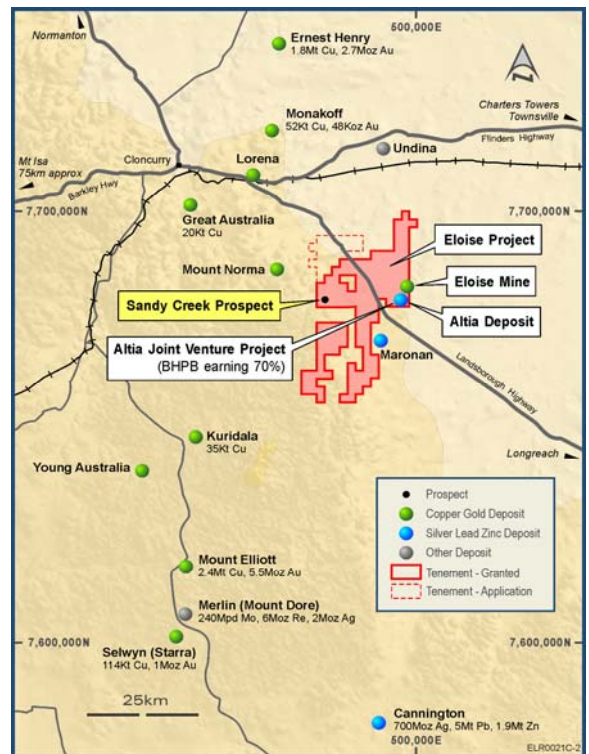 Normanton
500,000E
Ernest Henry
1.8Mt Cu, 2.7Moz Au
N
Monakoff
52Kt Cu, 48Koz Au
Charters Towers
Townsville
Flinders Highway
Undina
Mt Isa
75km approx
Cloncurry
Lorena
Barkley Hwy
7,700,000N
7,700,000N
Great Australia
20Kt Cu
Eloise Project
Mount Norma
Eloise Mine
Sandy Creek Prospect
Altia Deposit
Altia Joint Venture Project
(BHPB earning 70%)
Maronan
Landsborough Highway
Kuridala
35Kt Cu
Longreach
Young Australia
Prospect
Copper Gold Deposit
Silver Lead Zinc Deposit
Other Deposit
Tenement - Granted
Tenement - Application
Mount Elliott
2.4Mt Cu, 5.5Moz Au
Merlin (Mount Dore)
240Mpd Mo, 6Moz Re, 2Moz Ag
7,600,000N
7,600,000N
Selwyn (Starra)
114Kt Cu, 1Moz Au
25km
Cannington
700Moz Ag, 5Mt Pb, 1.9Mt Zn
500,000E
ELR0021C-2